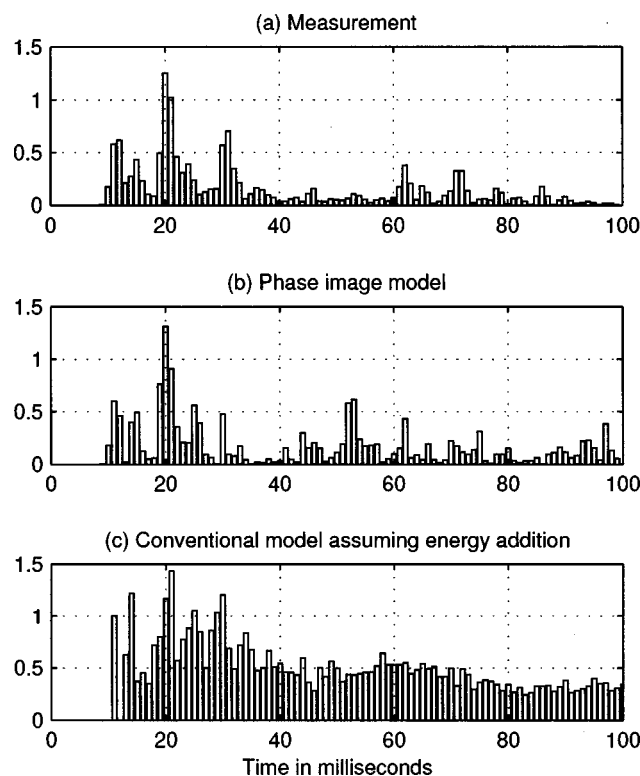 (a) Measurement
1.5
1
0.5
0
0 20 40 60 80 100
(b) Phase image model
1.5
1
0.5
0
0 20 40 60 80 100
(c) Conventional model assuming energy addition
1.5
1
0.5
0
0 20 40 60 80 100
Time in milliseconds